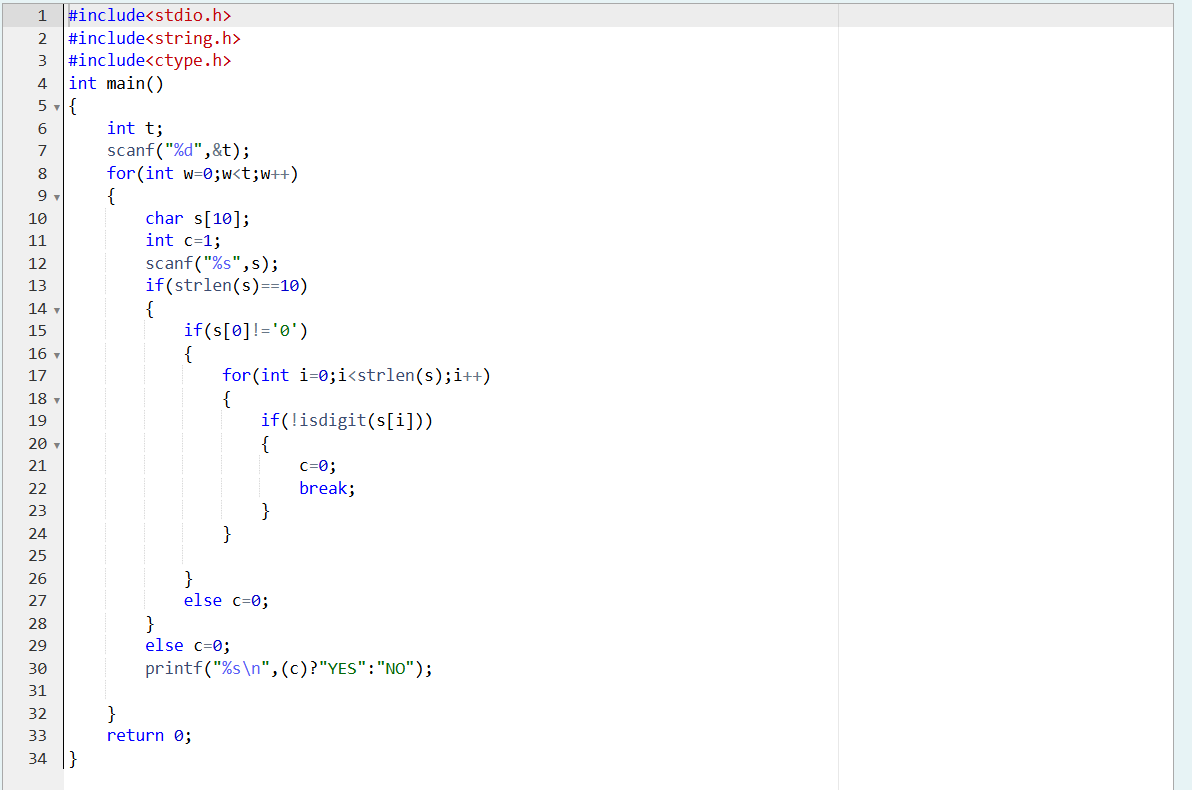 1 #include<stdio.h>
2 #include<string.h>
3 #include<ctype.h>
4 int main()
5 {
6     int t;
7     scanf("%d",&t);
8     for(int w=0;w<t;w++)
9     {
10         char s[10];
11         int c=1;
12         scanf("%s",s);
13         if(strlen(s)==10)
14         {
15             if(s[0]!='0')
16             {
17                 for(int i=0;i<strlen(s);i++)
18                 {
19                     if(!isdigit(s[i]))
20                     {
21                         c=0;
22                         break;
23                     }
24                 }
25
26             }
27             else c=0;
28         }
29         else c=0;
30         printf("%s\n",(c)?"YES":"NO");
31
32     }
33     return 0;
34 }